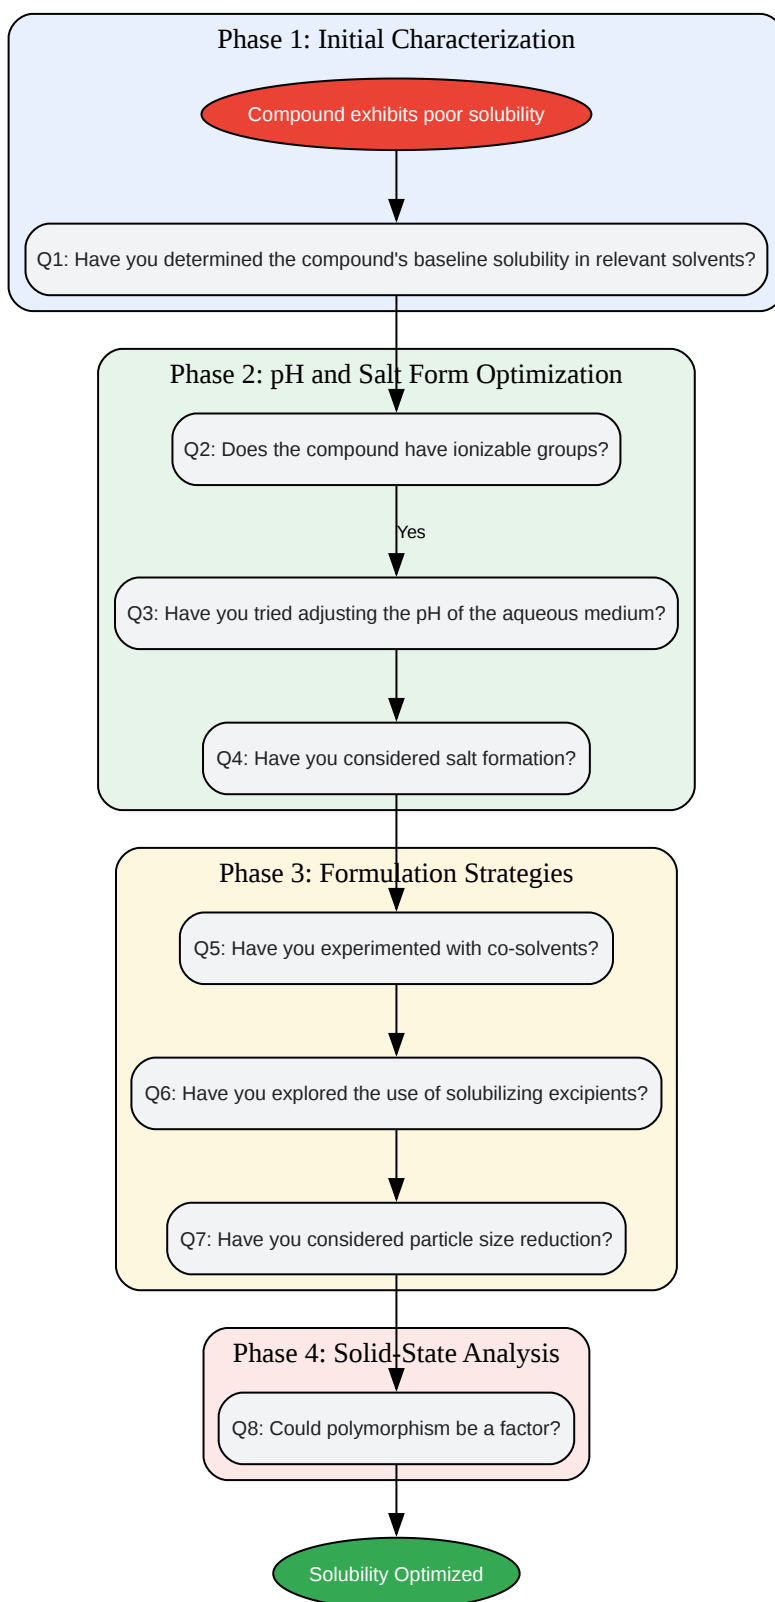 Phase 1: Initial Characterization
Compound exhibits poor solubility
Q1: Have you determined the compound's baseline solubility in relevant solvents?
Phase 2: pH and Salt Form Optimization
Q2: Does the compound have ionizable groups?
Yes
Q3: Have you tried adjusting the pH of the aqueous medium?
Q4: Have you considered salt formation?
Phase 3: Formulation Strategies
Q5: Have you experimented with co-solvents?
Q6: Have you explored the use of solubilizing excipients?
Q7: Have you considered particle size reduction?
Phase 4: Solid-State Analysis
Q8: Could polymorphism be a factor?
Solubility Optimized